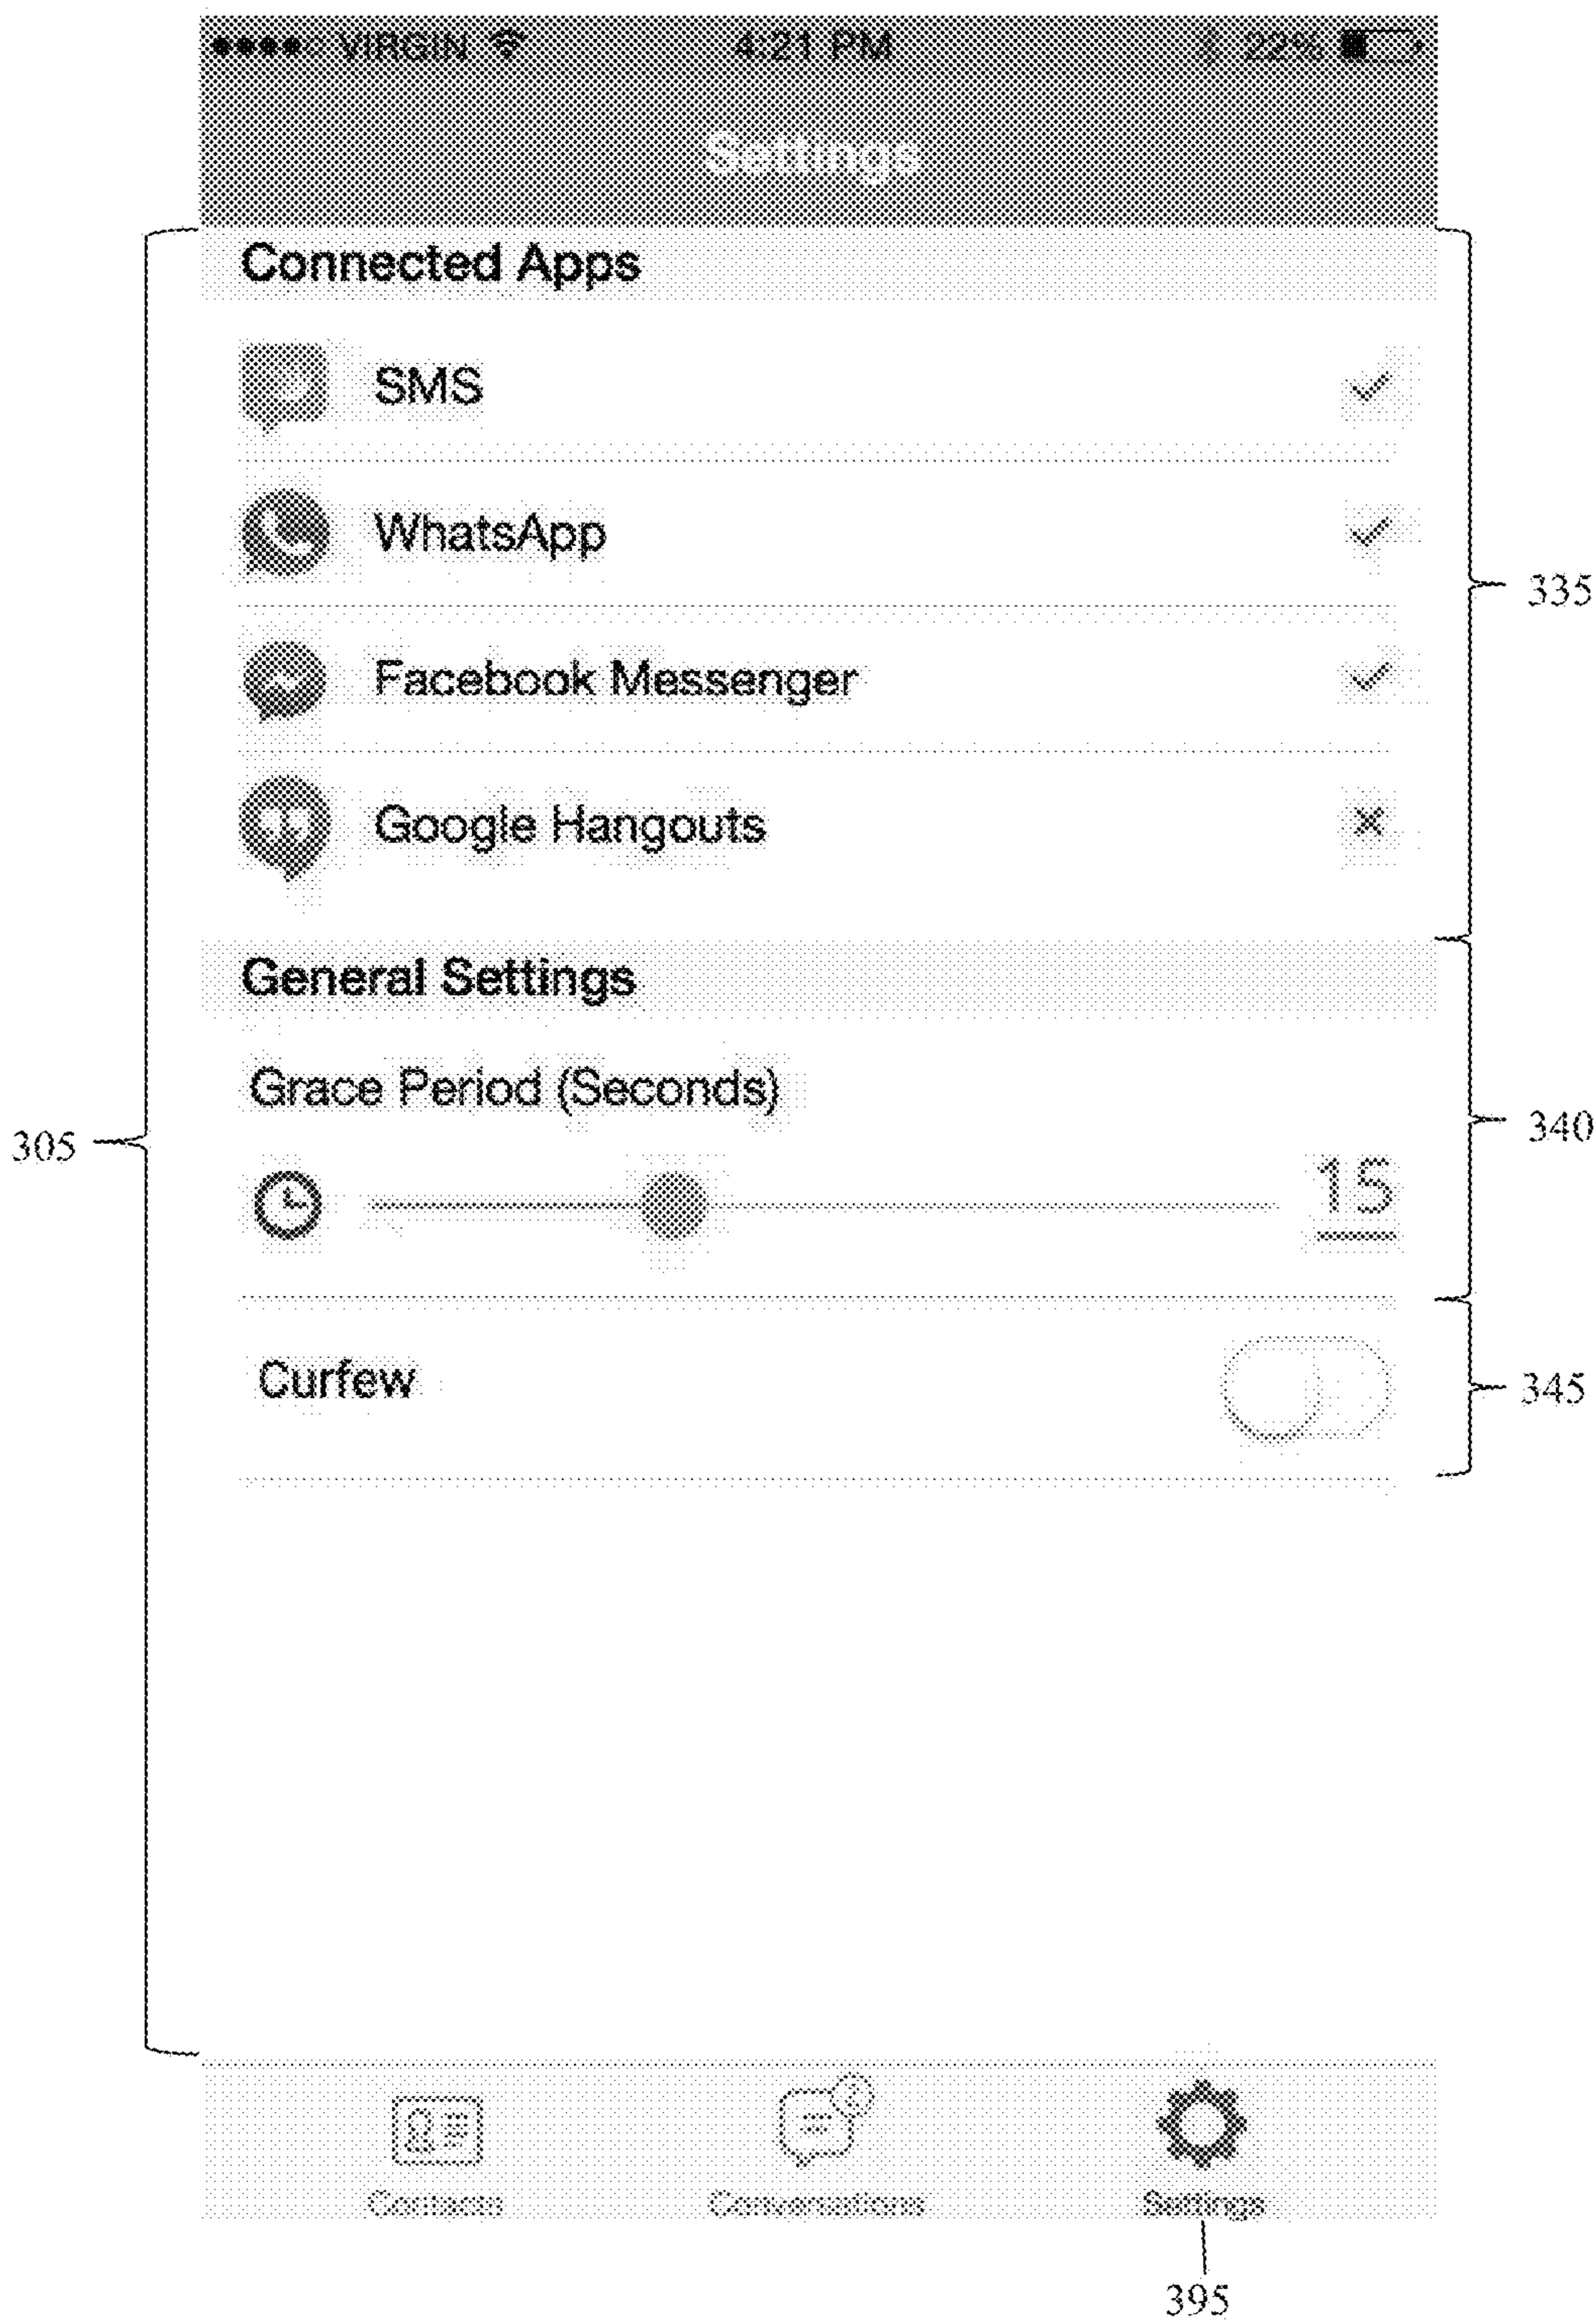 VIRGIN 4:21 PM 22%
Settings
Connected Apps
SMS
WhatsApp
335
Facebook Messenger
Google Hangouts
General Settings
Grace Period (Seconds)
305
340
15
Curfew
345
Contacts Conversations Settings
395